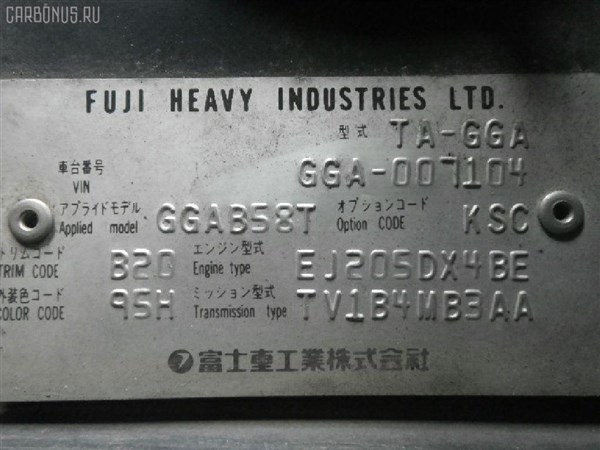 CARBONUS.RU
FUJI HEAVY INDUSTRIES LTD.
型式 TA-GGA
車台番号 VIN GGA-007104
アプライドモデル Applied model GGAB58T オプションコード Option CODE KSC
トリムコード TRIM CODE B20 エンジン型式 Engine type EJ205DX4BE
外装色コード COLOR CODE 95H ミッション型式 Transmission type TV1B4MB3AA
富士重工業株式会社